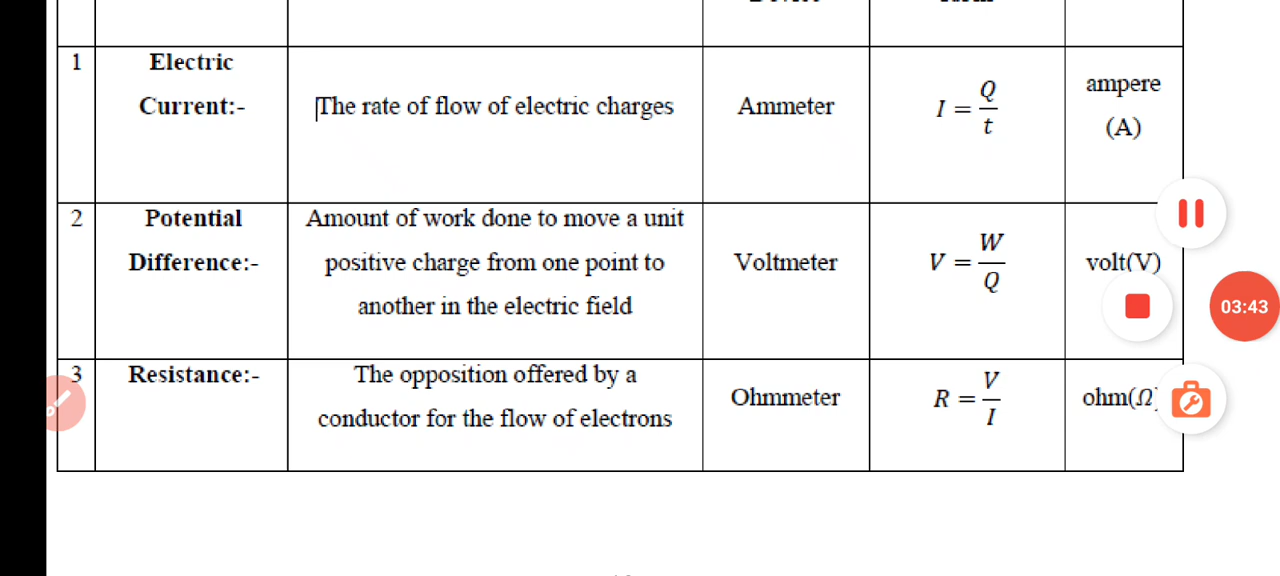 1
Electric
Current:-
The rate of flow of electric charges
Ammeter
I = Q/t
ampere
(A)
2
Potential
Difference:-
Amount of work done to move a unit
positive charge from one point to
another in the electric field
Voltmeter
V = W/Q
volt(V)
3
Resistance:-
The opposition offered by a
conductor for the flow of electrons
Ohmmeter
R = V/I
ohm(Ω)
03:43